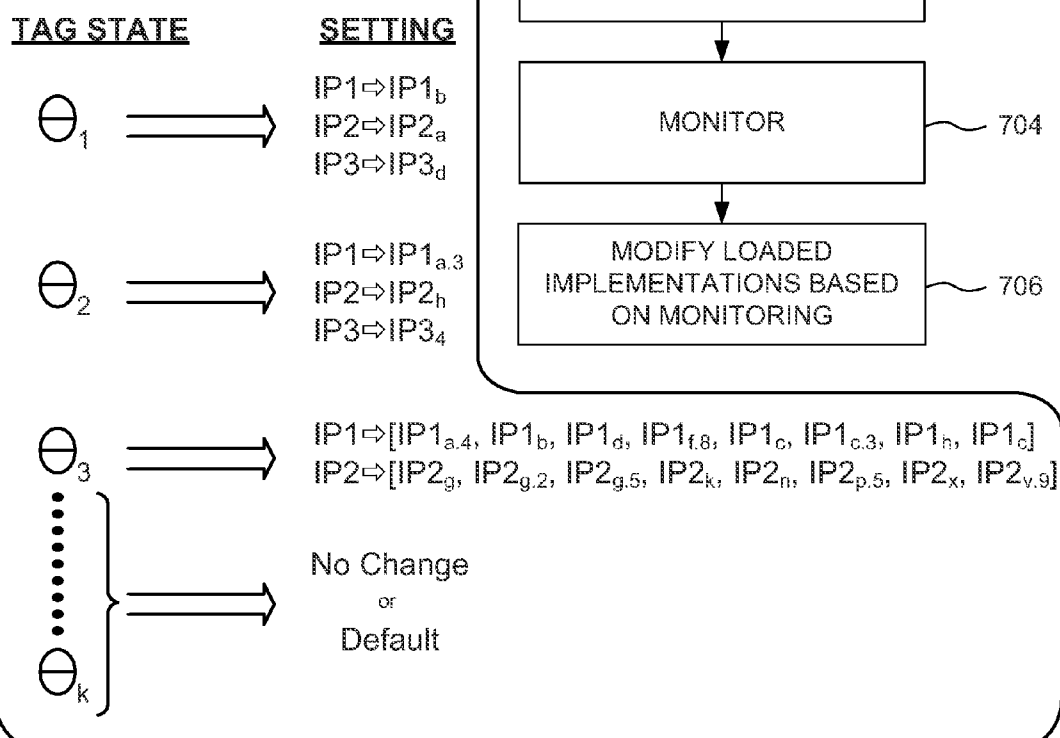 TAG STATE
SETTING
Θ1
IP1⇨IP1b
IP2⇨IP2a
IP3⇨IP3d
Θ2
IP1⇨IP1a.3
IP2⇨IP2h
IP3⇨IP34
Θ3
IP1⇨[IP1a.4, IP1b, IP1d, IP1f.8, IP1c, IP1c.3, IP1h, IP1c]
IP2⇨[IP2g, IP2g.2, IP2g.5, IP2k, IP2n, IP2p.5, IP2x, IP2v.9]
Θk
No Change
or
Default
MONITOR
704
MODIFY LOADED
IMPLEMENTATIONS BASED
ON MONITORING
706